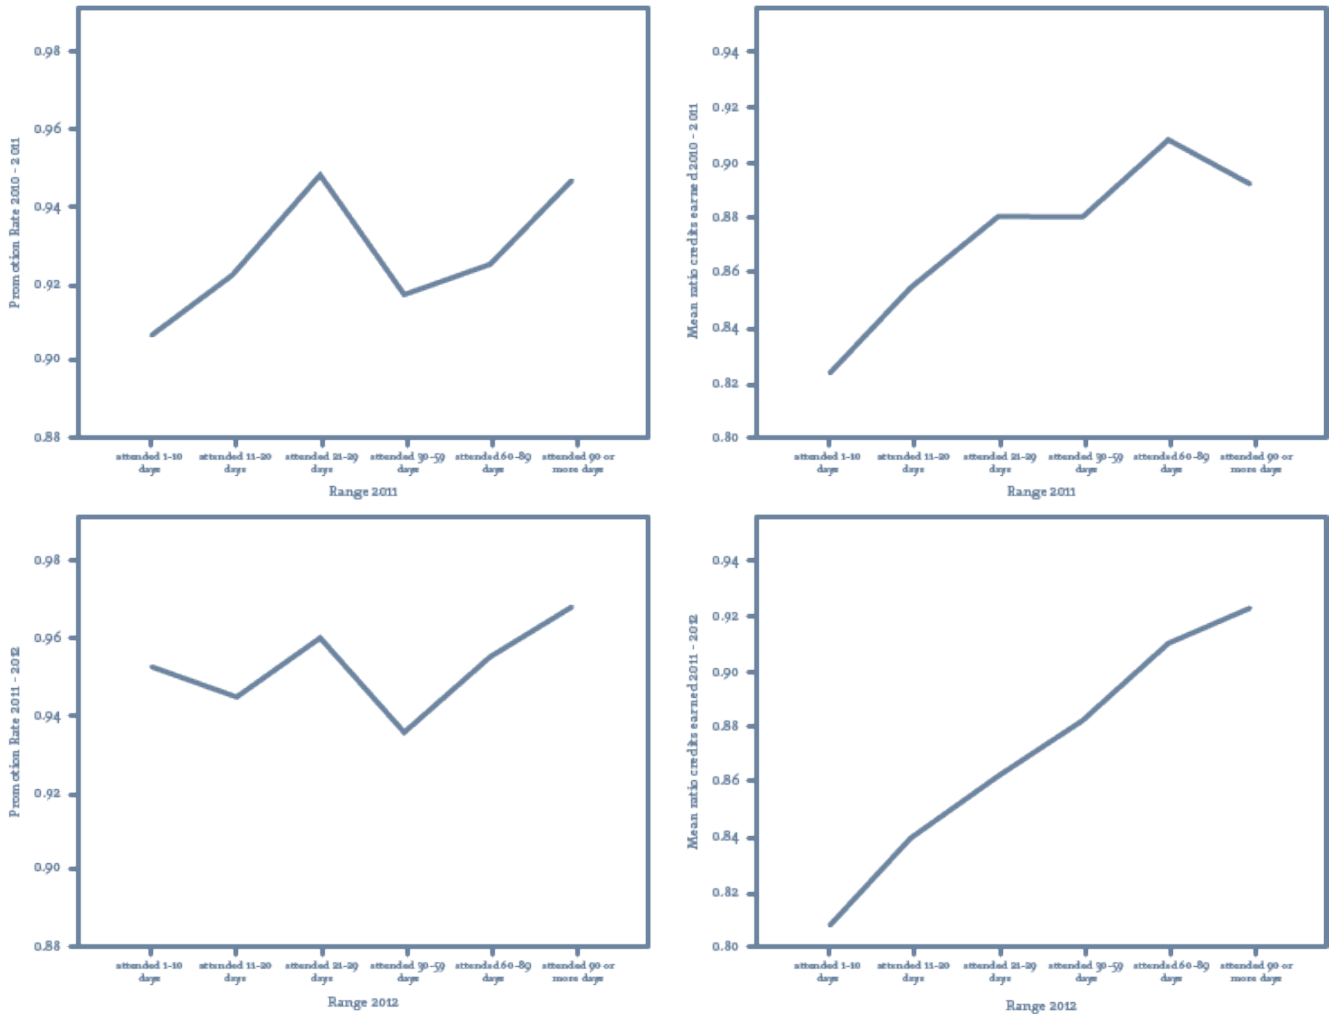 Promotion Rate 2010 - 2011
0.98
0.96
0.94
0.92
0.90
0.88
attended 1-10
days
attended 11-20
days
attended 21-29
days
attended 30-59
days
attended 60-89
days
attended 90 or
more days
Range 2011
Mean ratio credits earned 2010 - 2011
0.94
0.92
0.90
0.88
0.86
0.84
0.82
0.80
attended 1-10
days
attended 11-20
days
attended 21-29
days
attended 30-59
days
attended 60-89
days
attended 90 or
more days
Range 2011
Promotion Rate 2011 - 2012
0.98
0.96
0.94
0.92
0.90
0.88
attended 1-10
days
attended 11-20
days
attended 21-29
days
attended 30-59
days
attended 60-89
days
attended 90 or
more days
Range 2012
Mean ratio credits earned 2011 - 2012
0.94
0.92
0.90
0.88
0.86
0.84
0.82
0.80
attended 1-10
days
attended 11-20
days
attended 21-29
days
attended 30-59
days
attended 60-89
days
attended 90 or
more days
Range 2012